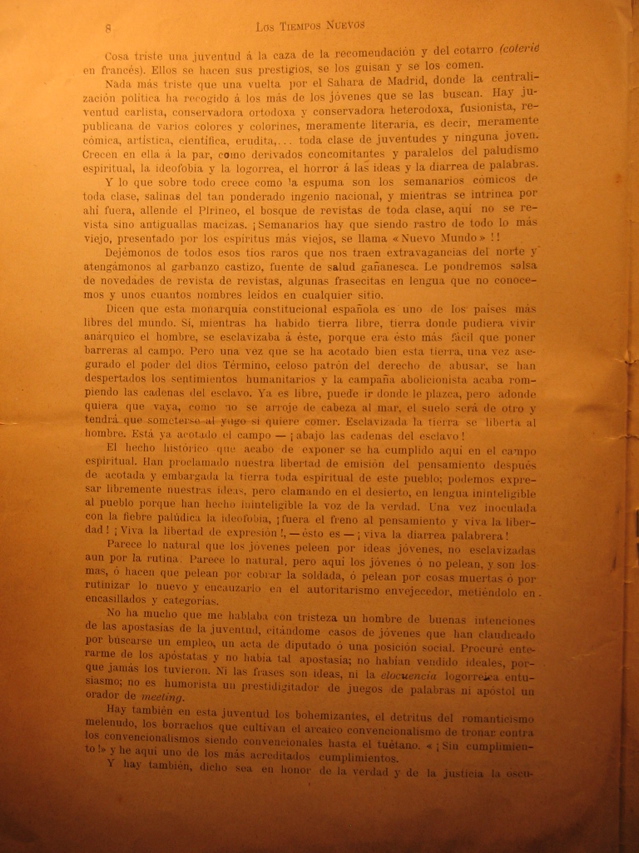 8
Los Tiempos Nuevos
Cosa triste una juventud á la caza de la recomendación y del cotarro (coterie
en francés). Ellos se hacen sus prestigios, se los guisan y se los comen.
Nada más triste que una vuelta por el Sahara de Madrid, donde la centrali-
zación política ha recogido á los más de los jóvenes que se las buscan. Hay ju-
ventud carlista, conservadora ortodoxa y conservadora heterodoxa, fusionista, re-
publicana de varios colores y colorines, meramente literaria, es decir, meramente
cómica, artística, científica, erudita,... toda clase de juventudes y ninguna joven.
Crecen en ella á la par, como derivados concomitantes y paralelos del paludismo
espiritual, la ideofobia y la logorrea, el horror á las ideas y la diarrea de palabras.
Y lo que sobre todo crece como la espuma son los semanarios cómicos de
toda clase, salinas del tan ponderado ingenio nacional, y mientras se intrinca por
ahí fuera, allende el Pirineo, el bosque de revistas de toda clase, aquí no se re-
vista sino antiguallas macizas. ¡Semanarios hay que siendo rastro de todo lo más
viejo, presentado por los espíritus más viejos, se llama «Nuevo Mundo»!!
Dejémonos de todos esos tíos raros que nos traen extravagancias del norte y
atengámonos al garbanzo castizo, fuente de salud gañanesca. Le pondremos salsa
de novedades de revista de revistas, algunas frasecitas en lengua que no conoce-
mos y unos cuantos nombres leídos en cualquier sitio.
Dicen que esta monarquía constitucional española es uno de los países más
libres del mundo. Sí, mientras ha habido tierra libre, tierra donde pudiera vivir
anárquico el hombre, se esclavizaba á éste, porque era ésto más fácil que poner
barreras al campo. Pero una vez que se ha acotado bien esta tierra, una vez ase-
gurado el poder del dios Término, celoso patrón del derecho de abusar, se han
despertados los sentimientos humanitarios y la campaña abolicionista acaba rom-
piendo las cadenas del esclavo. Ya es libre, puede ir donde le plazca, pero adonde
quiera que vaya, como no se arroje de cabeza al mar, el suelo será de otro y
tendrá que someterse al yugo si quiere comer. Esclavizada la tierra se liberta al
hombre. Está ya acotado el campo — ¡abajo las cadenas del esclavo!
El hecho histórico que acabo de exponer se ha cumplido aquí en el campo
espiritual. Han proclamado nuestra libertad de emisión del pensamiento después
de acotada y embargada la tierra toda espiritual de este pueblo; podemos expre-
sar libremente nuestras ideas, pero clamando en el desierto, en lengua ininteligible
al pueblo porque han hecho ininteligible la voz de la verdad. Una vez inoculada
con la fiebre palúdica la ideofobia, ¡fuera el freno al pensamiento y viva la liber-
dad! ¡Viva la libertad de expresión!, — ésto es — ¡viva la diarrea palabrera!
Parece lo natural que los jóvenes peleen por ideas jóvenes, no esclavizadas
aun por la rutina. Parece lo natural, pero aquí los jóvenes ó no pelean, y son los
mas, ó hacen que pelean por cobrar la soldada, ó pelean por cosas muertas ó por
rutinizar lo nuevo y encauzarlo en el autoritarismo envejecedor, metiéndolo en
encasillados y categorías.
No ha mucho que me hablaba con tristeza un hombre de buenas intenciones
de las apostasías de la juventud, citándome casos de jóvenes que han claudicado
por buscarse un empleo, un acta de diputado ó una posición social. Procuré ente-
rarme de los apóstatas y no había tal apostasía; no habían vendido ideales, por-
que jamás los tuvieron. Ni las frases son ideas, ni la elocuencia logorreica entu-
siasmo; no es humorista un prestidigitador de juegos de palabras ni apóstol un
orador de meeting.
Hay también en esta juventud los bohemizantes, el detritus del romanticismo
melenudo, los borrachos que cultivan el arcaico convencionalismo de tronar contra
los convencionalismos siendo convencionales hasta el tuétano. «¡Sin cumplimien-
to!» y he aquí uno de los más acreditados cumplimientos.
Y hay también, dicho sea en honor de la verdad y de la justicia la oscu-